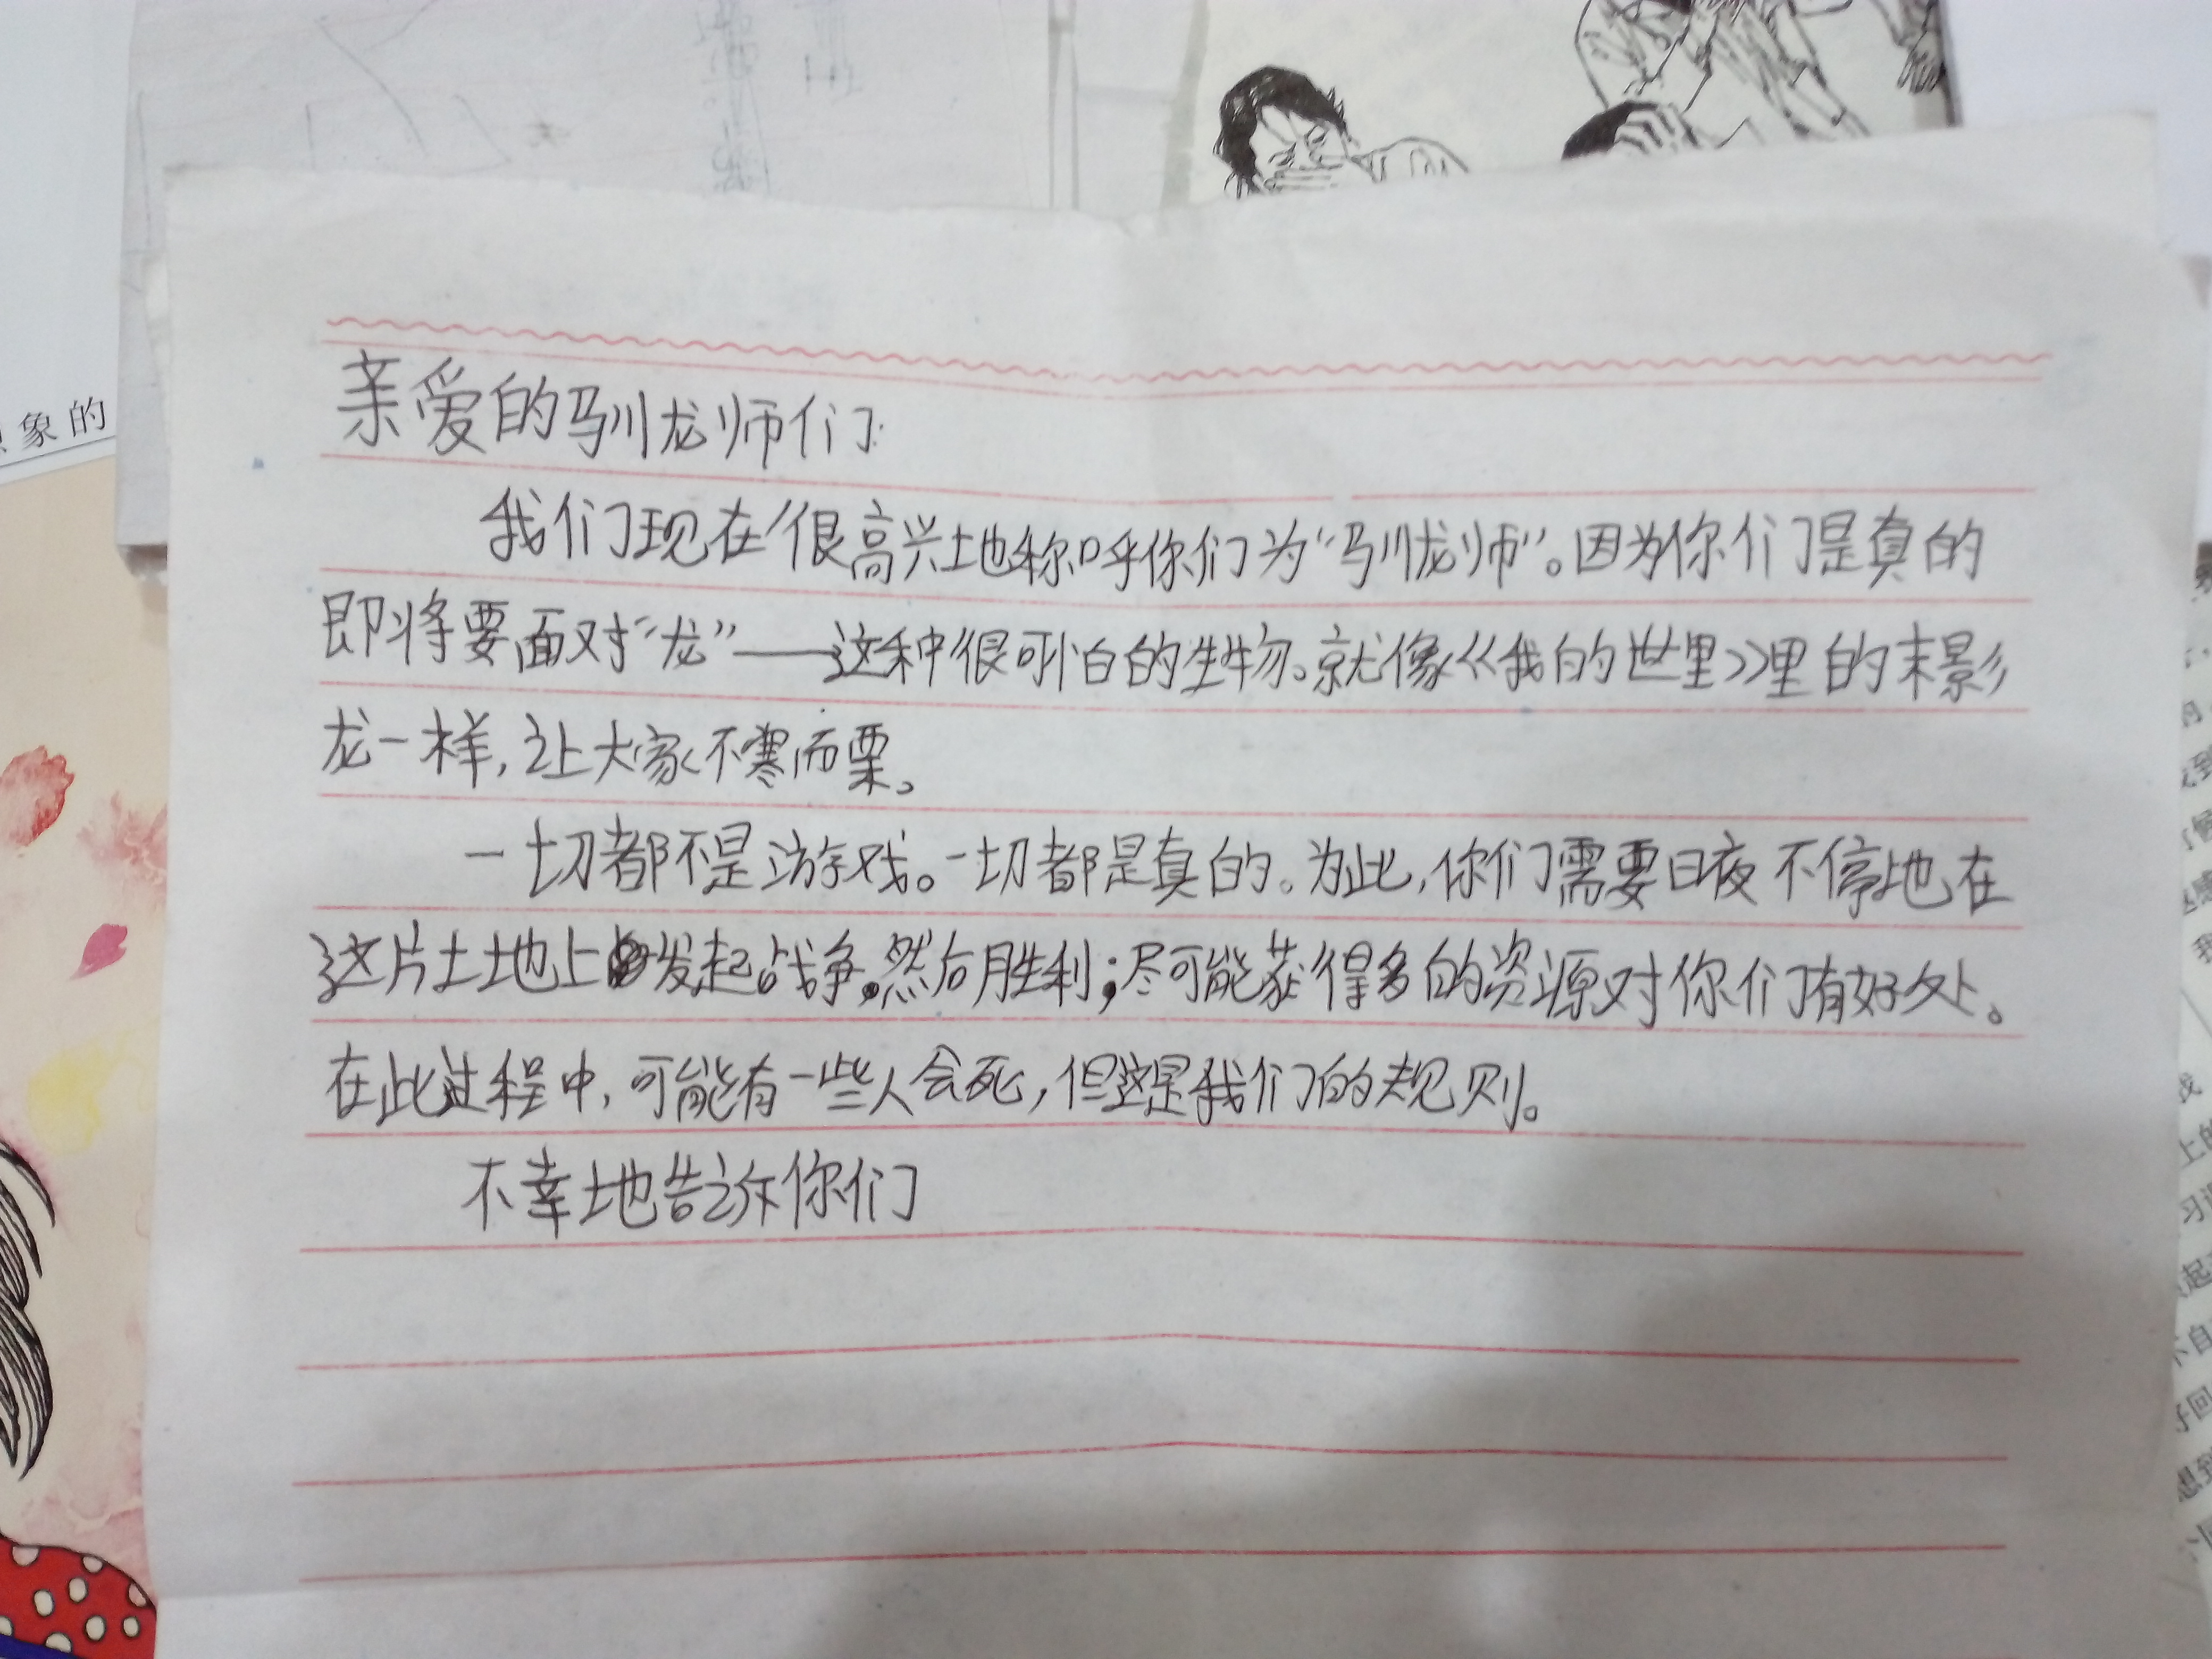 象的
亲爱的驯龙师们:
我们现在很高兴地称呼你们为“驯龙师”。因为你们是真的
即将要面对“龙”——这种很可怕的生物。就像《我的世里》里的末影
龙一样,让大家不寒而栗。
一切都不是游戏。一切都是真的。为此,你们需要日夜不停地在
这片土地上发起战争,然后胜利;尽可能获得多的资源对你们有好处。
在此过程中,可能有一些人会死,但这是我们的规则。
不幸地告诉你们